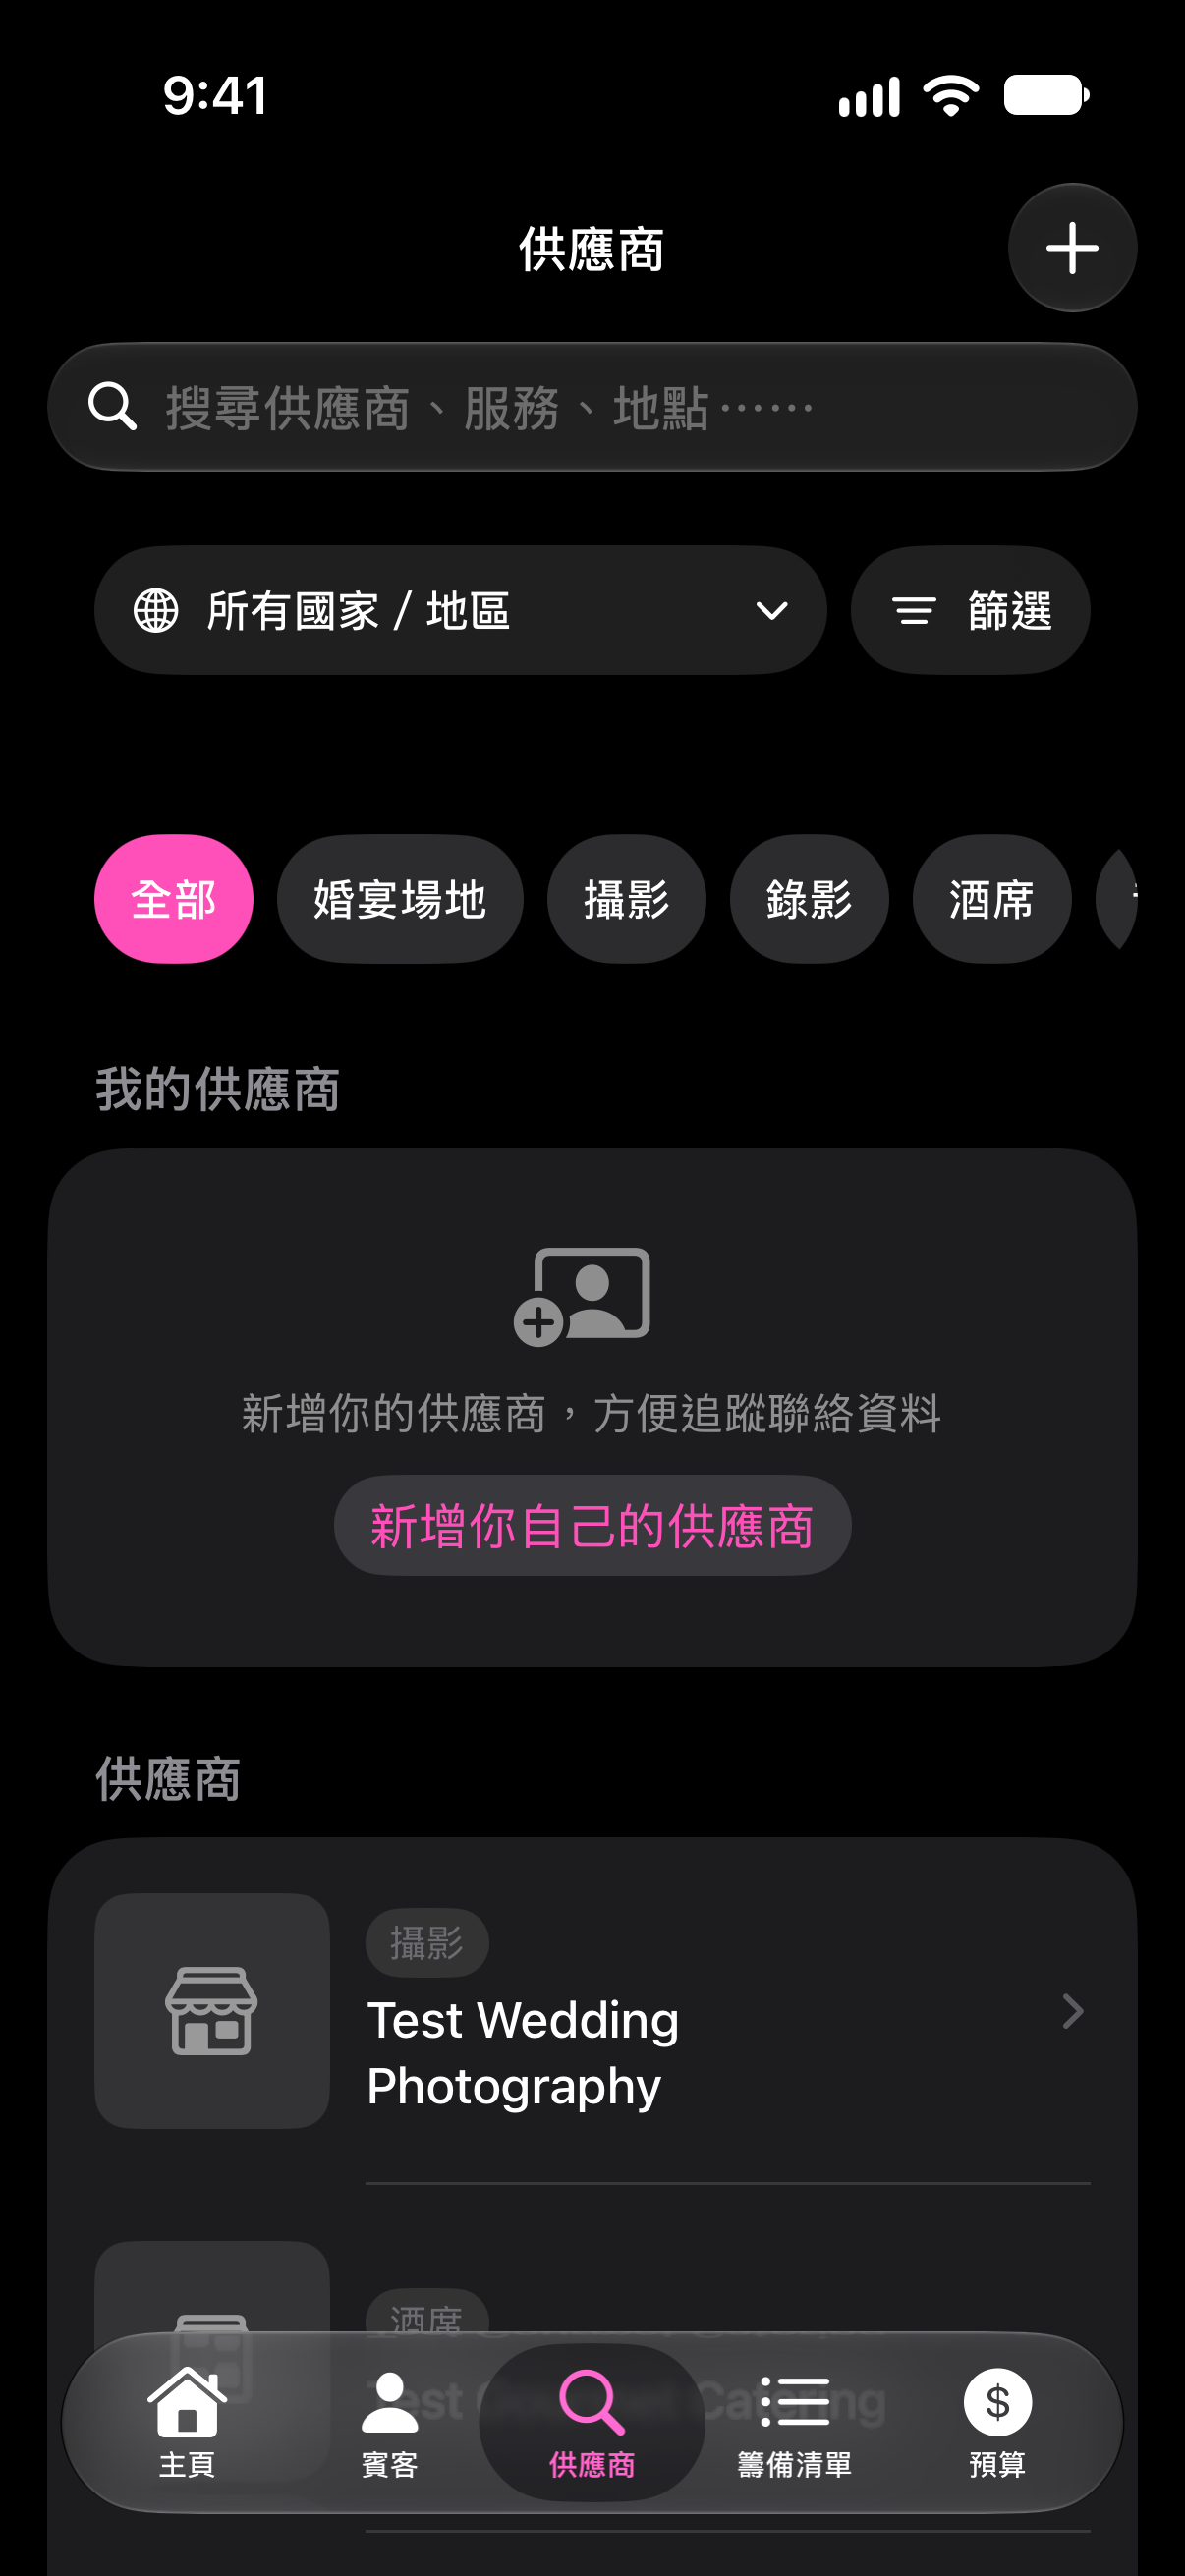 9:41
供應商
搜尋供應商、服務、地點……
所有國家 / 地區
篩選
全部
婚宴場地
攝影
錄影
酒席
我的供應商
新增你的供應商，方便追蹤聯絡資料
新增你自己的供應商
供應商
攝影
Test Wedding
Photography
酒席
Catering
主頁
賓客
供應商
籌備清單
$
預算